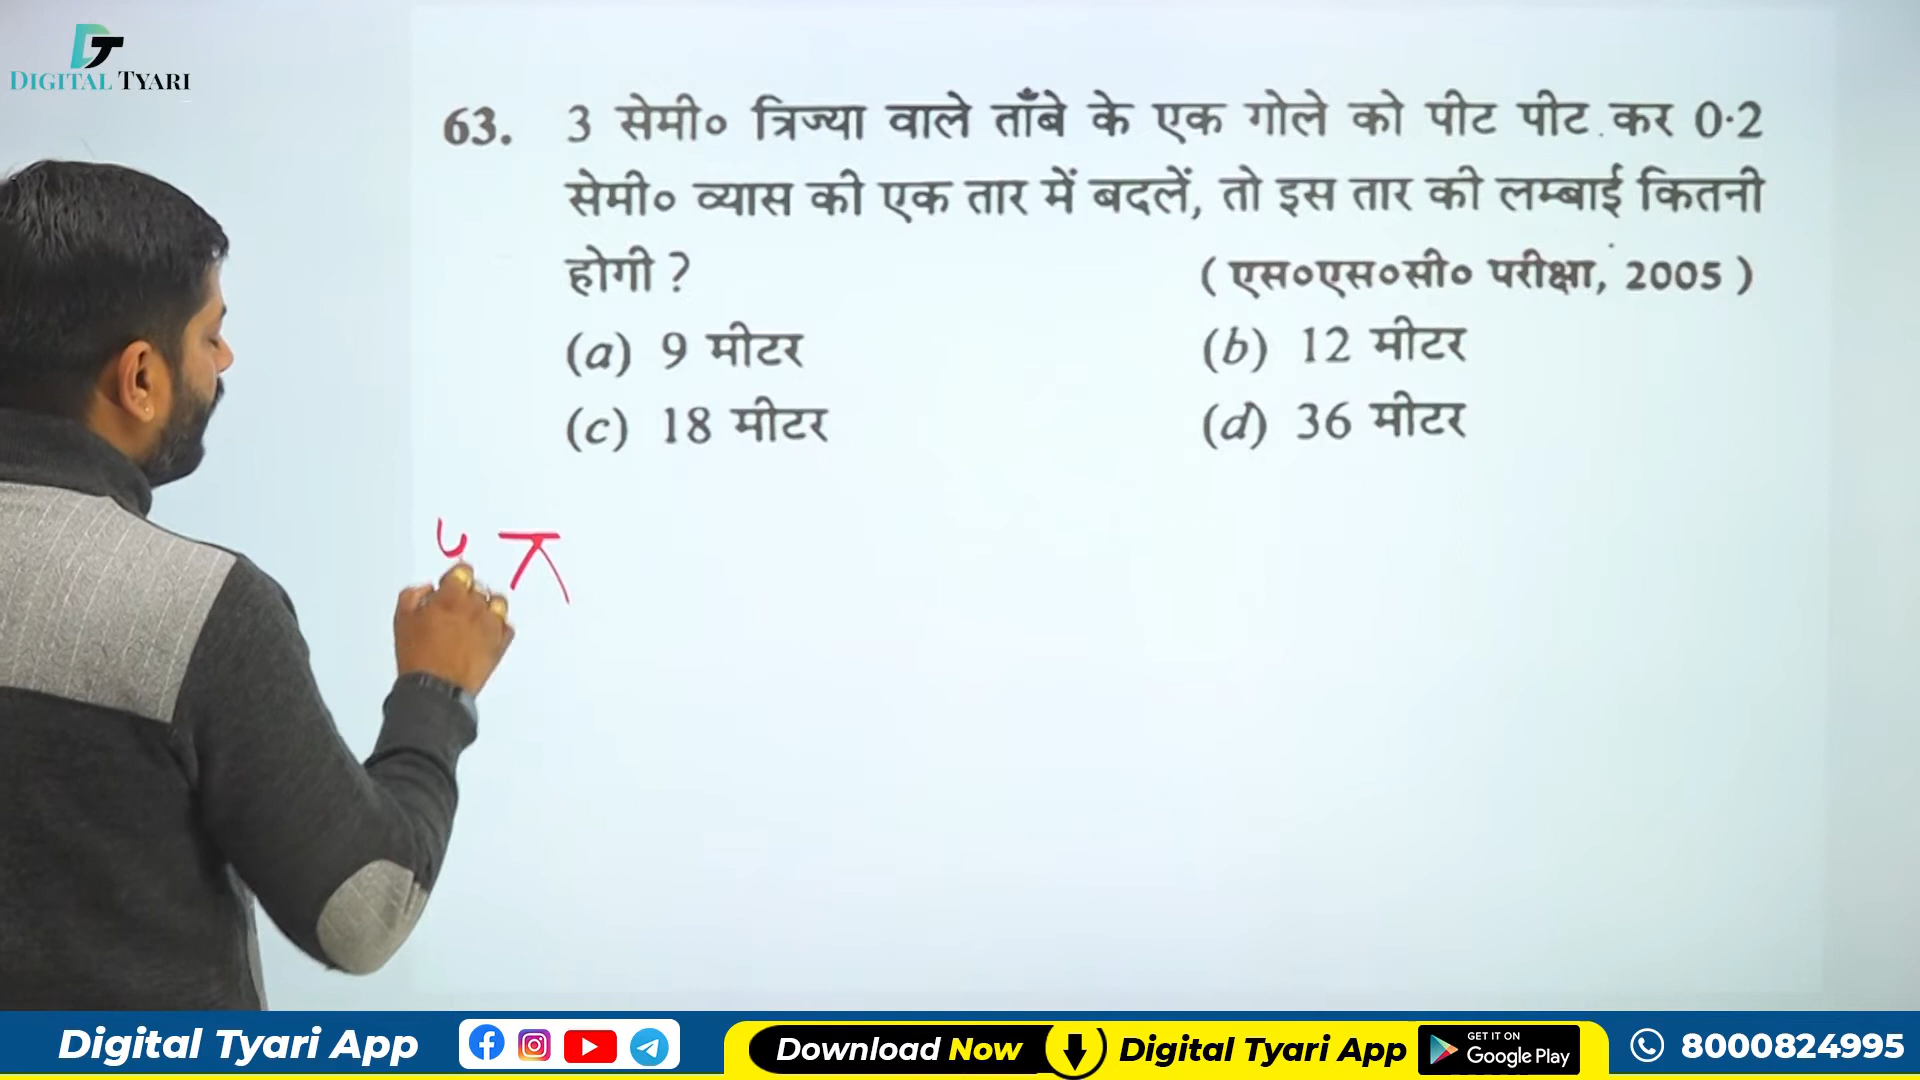 DT
DIGITAL TYARI
63. 3 सेमी० त्रिज्या वाले ताँबे के एक गोले को पीट पीट कर 0·2
सेमी० व्यास की एक तार में बदलें, तो इस तार की लम्बाई कितनी
होगी ? ( एस०एस०सी० परीक्षा, 2005 )
(a) 9 मीटर (b) 12 मीटर
(c) 18 मीटर (d) 36 मीटर
π
Digital Tyari App Download Now Digital Tyari App GET IT ON Google Play 8000824995